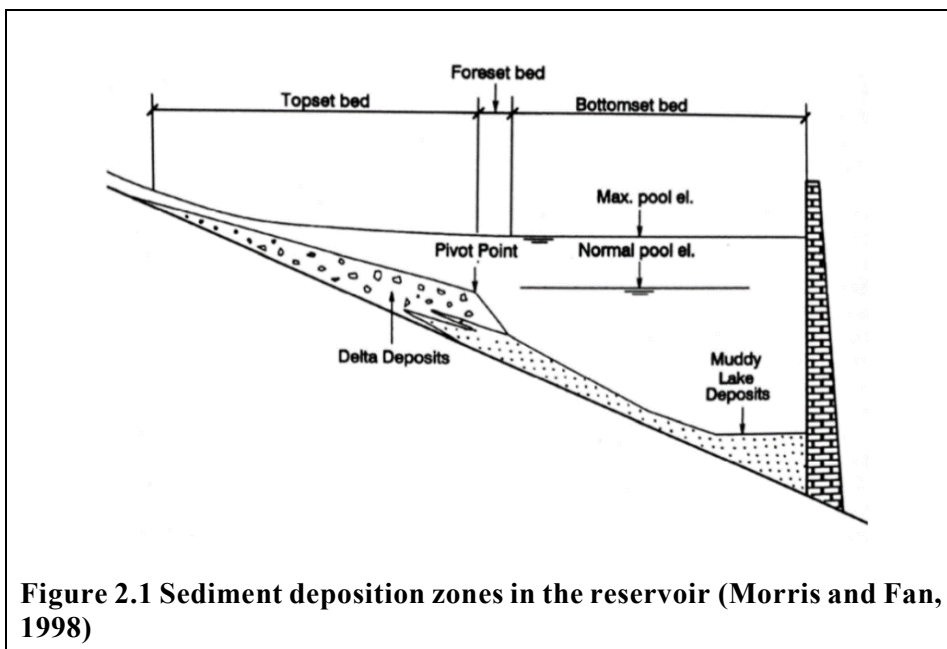 Foreset bed
Topset bed
Bottomset bed
Max. pool el.
Pivot Point
Normal pool el.
Delta Deposits
Muddy
Lake
Deposits
Figure 2.1 Sediment deposition zones in the reservoir (Morris and Fan,
1998)